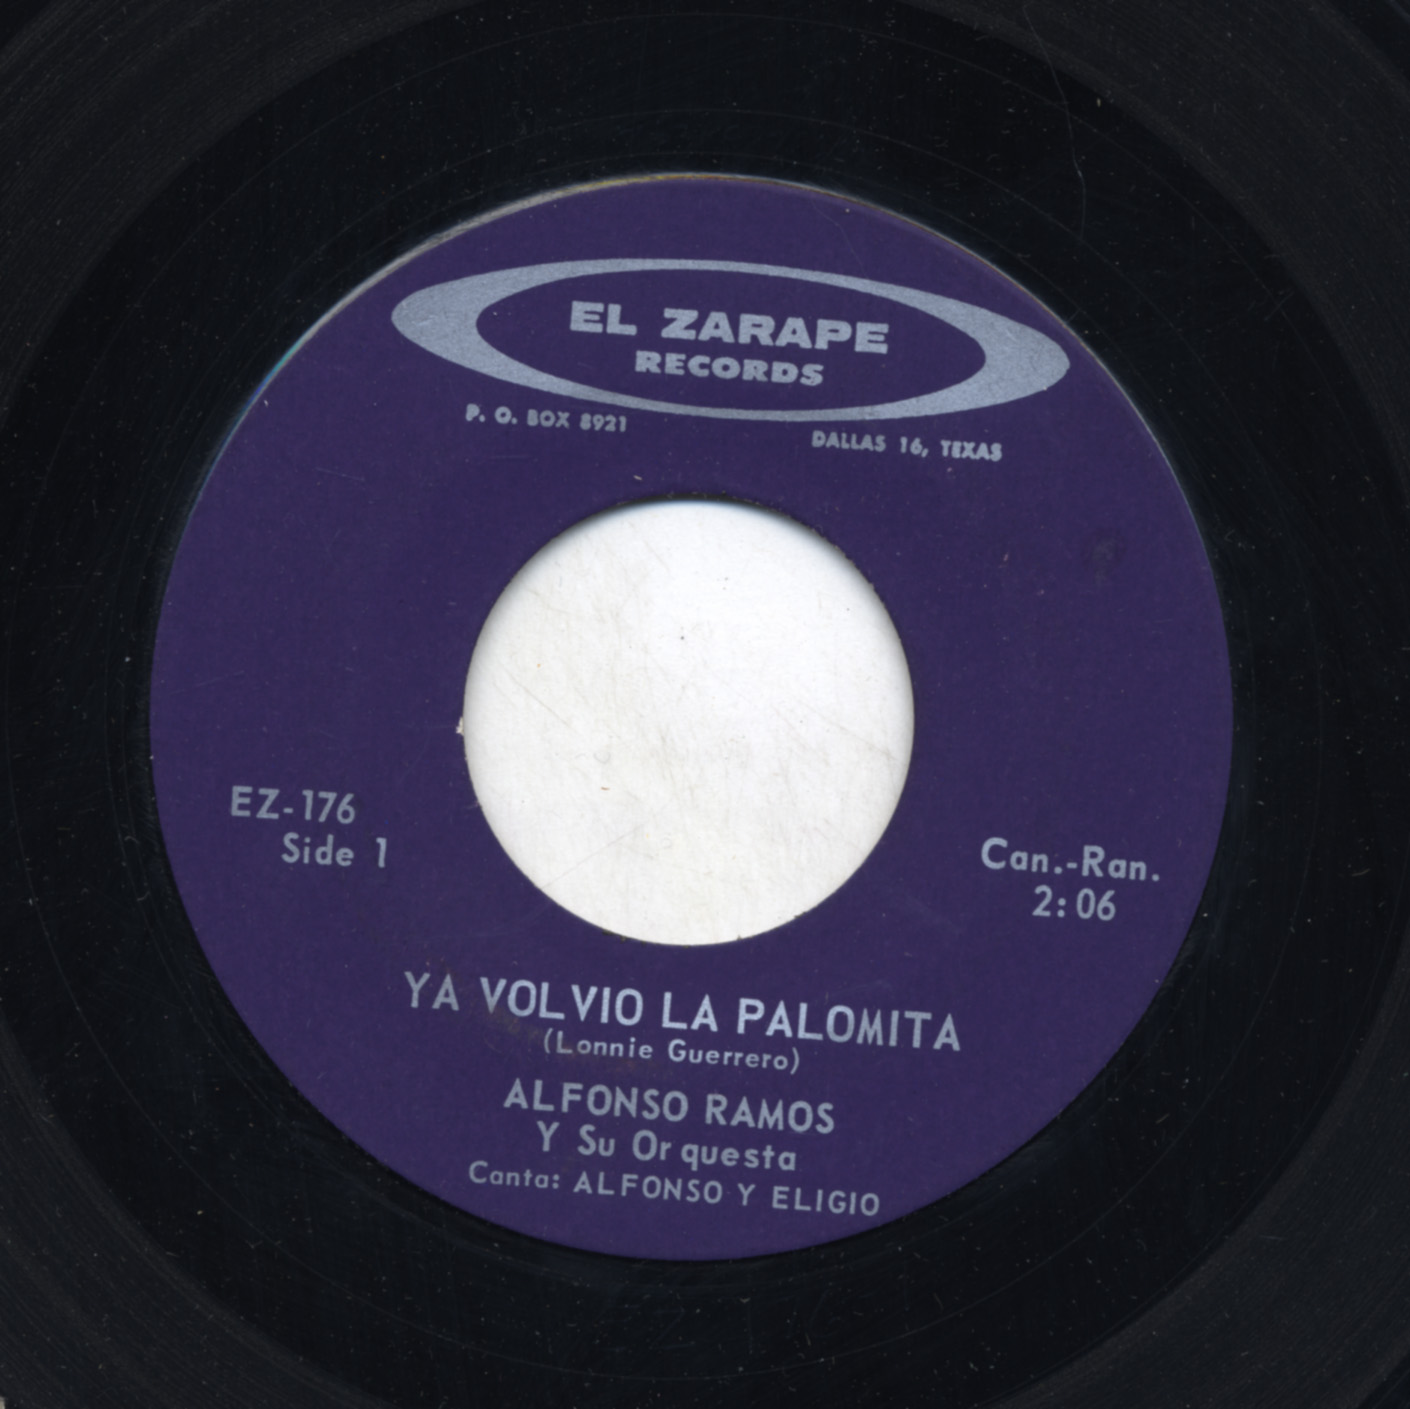 EL ZARAPE
RECORDS
P. O. BOX 8921
DALLAS 16, TEXAS
EZ-176
Side 1
Can.-Ran.
2:06
YA VOLVIO LA PALOMITA
(Lonnie Guerrero)
ALFONSO RAMOS
Y Su Orquesta
Canta: ALFONSO Y ELIGIO